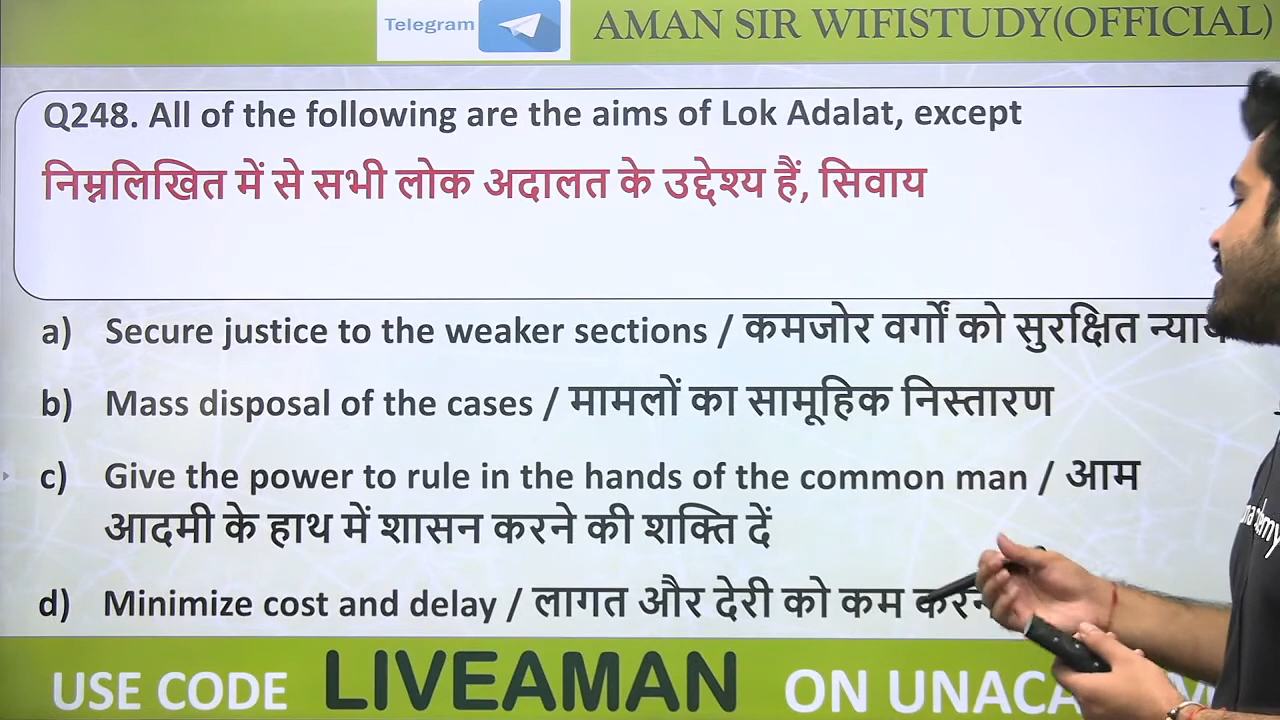 Telegram
AMAN SIR WIFISTUDY(OFFICIAL)
Q248. All of the following are the aims of Lok Adalat, except
निम्नलिखित में से सभी लोक अदालत के उद्देश्य हैं, सिवाय
a) Secure justice to the weaker sections / कमजोर वर्गों को सुरक्षित
b) Mass disposal of the cases / मामलों का सामूहिक निस्तारण
c) Give the power to rule in the hands of the common man / आम
आदमी के हाथ में शासन करने की शक्ति दें
d) Minimize cost and delay / लागत और देरी को कम
USE CODE LIVEAMAN ON